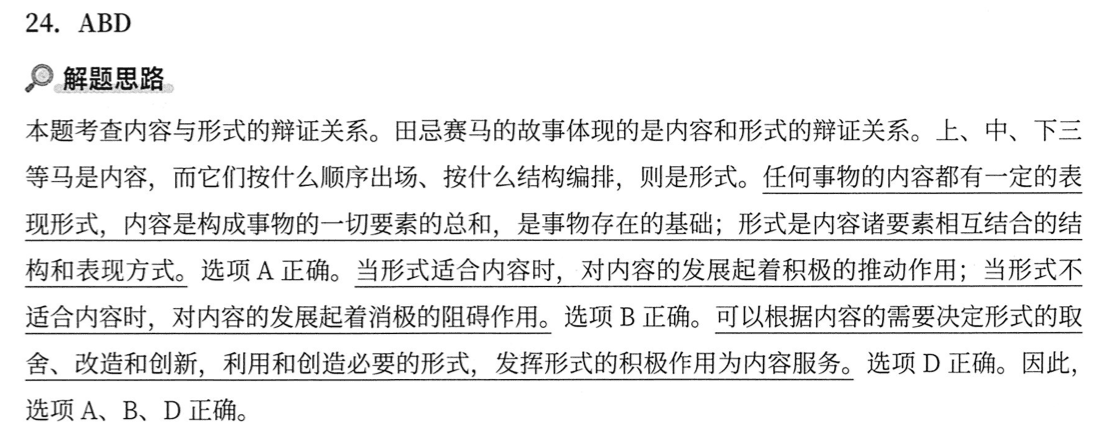 24. ABD
解题思路
本题考查内容与形式的辩证关系。田忌赛马的故事体现的是内容和形式的辩证关系。上、中、下三
等马是内容，而它们按什么顺序出场、按什么结构编排，则是形式。任何事物的内容都有一定的表
现形式，内容是构成事物的一切要素的总和，是事物存在的基础；形式是内容诸要素相互结合的结
构和表现方式。选项 A 正确。当形式适合内容时，对内容的发展起着积极的推动作用；当形式不
适合内容时，对内容的发展起着消极的阻碍作用。选项 B 正确。可以根据内容的需要决定形式的取
舍、改造和创新，利用和创造必要的形式，发挥形式的积极作用为内容服务。选项 D 正确。因此，
选项 A、B、D 正确。